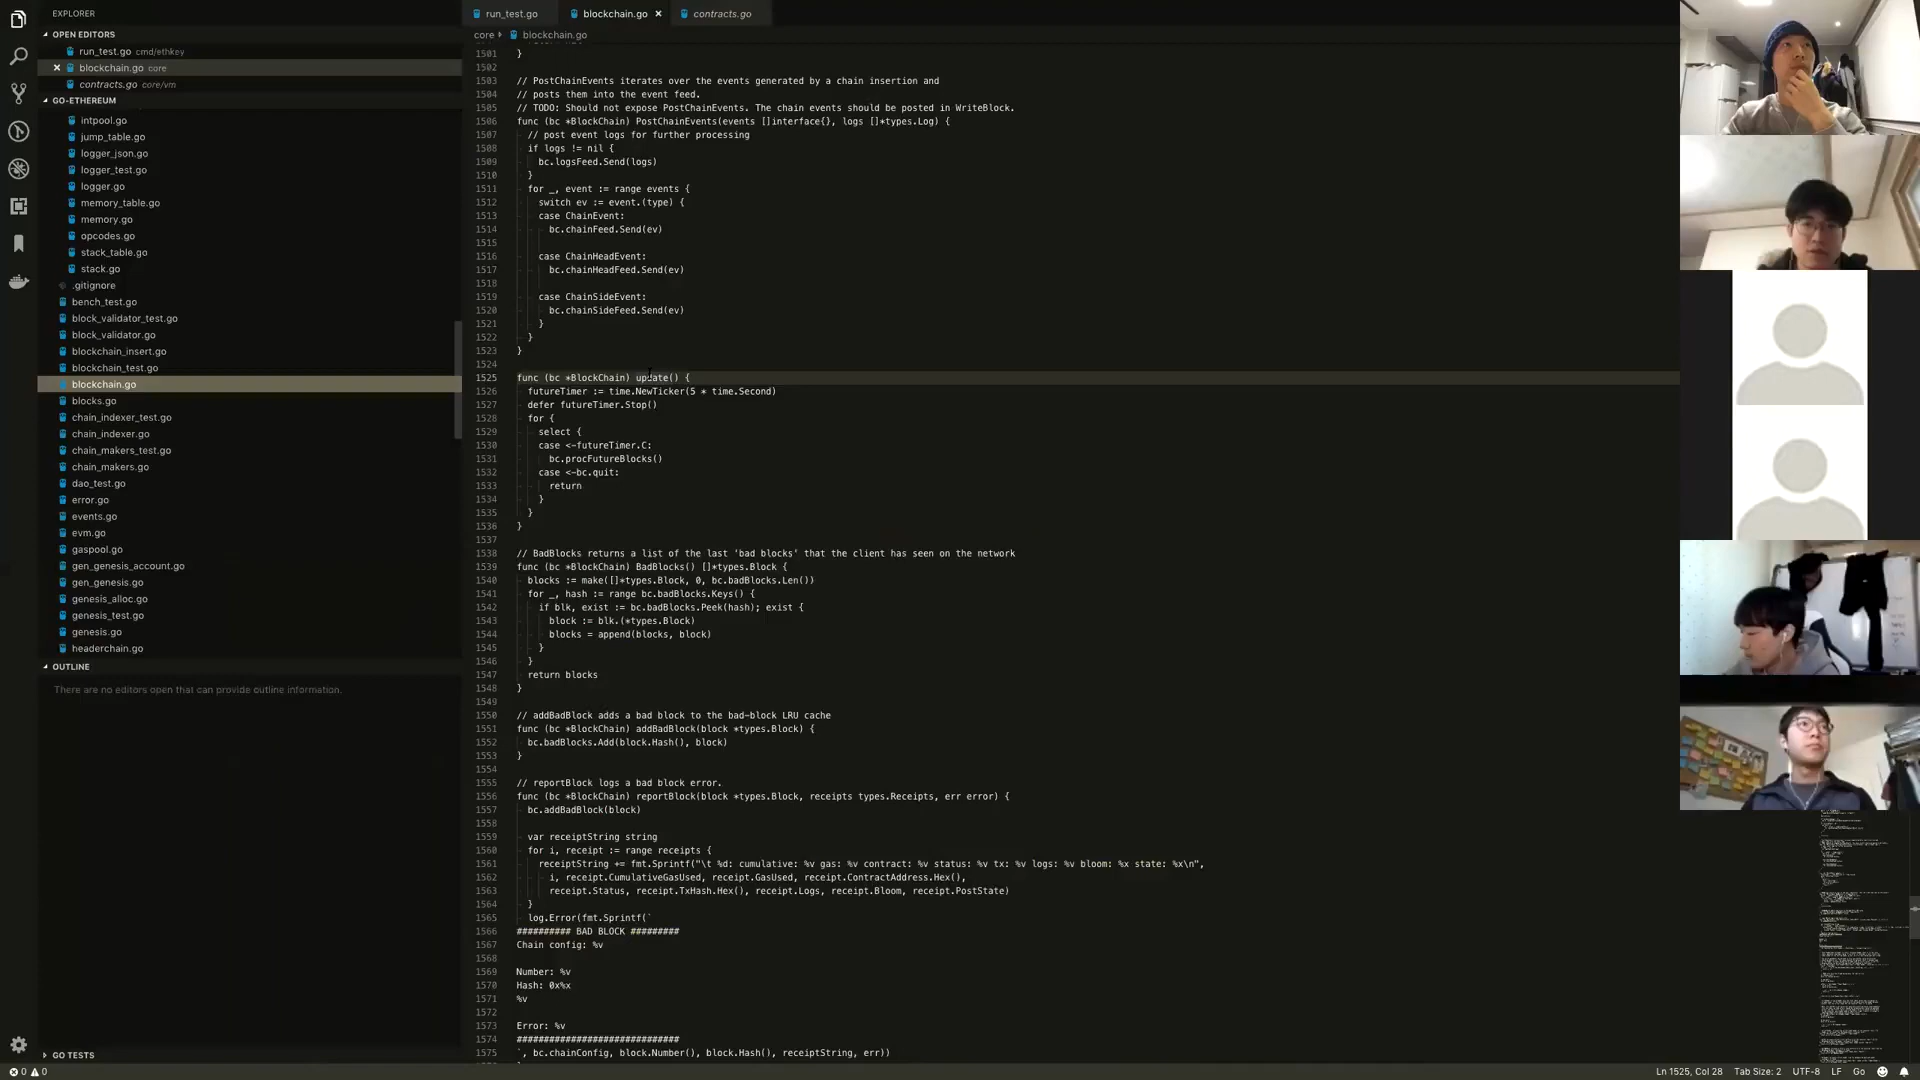 EXPLORER
OPEN EDITORS
run_test.go cmd/ethkey
blockchain.go core
contracts.go core/vm
GO-ETHEREUM
intpool.go
jump_table.go
logger_json.go
logger_test.go
logger.go
memory_table.go
memory.go
opcodes.go
stack_table.go
stack.go
.gitignore
bench_test.go
block_validator_test.go
block_validator.go
blockchain_insert.go
blockchain_test.go
blockchain.go
blocks.go
chain_indexer_test.go
chain_indexer.go
chain_makers_test.go
chain_makers.go
dao_test.go
error.go
events.go
evm.go
gaspool.go
gen_genesis_account.go
gen_genesis.go
genesis_alloc.go
genesis_test.go
genesis.go
headerchain.go
OUTLINE
There are no editors open that can provide outline information.
GO TESTS
0 0
run_test.go blockchain.go contracts.go
core blockchain.go
1501 }
1502
1503 // PostChainEvents iterates over the events generated by a chain insertion and
1504 // posts them into the event feed.
1505 // TODO: Should not expose PostChainEvents. The chain events should be posted in WriteBlock.
1506 func (bc *BlockChain) PostChainEvents(events []interface{}, logs []*types.Log) {
1507 // post event logs for further processing
1508 if logs != nil {
1509 bc.logsFeed.Send(logs)
1510 }
1511 for _, event := range events {
1512 switch ev := event.(type) {
1513 case ChainEvent:
1514 bc.chainFeed.Send(ev)
1515
1516 case ChainHeadEvent:
1517 bc.chainHeadFeed.Send(ev)
1518
1519 case ChainSideEvent:
1520 bc.chainSideFeed.Send(ev)
1521 }
1522 }
1523 }
1524
1525 func (bc *BlockChain) update() {
1526 futureTimer := time.NewTicker(5 * time.Second)
1527 defer futureTimer.Stop()
1528 for {
1529 select {
1530 case <-futureTimer.C:
1531 bc.procFutureBlocks()
1532 case <-bc.quit:
1533 return
1534 }
1535 }
1536 }
1537
1538 // BadBlocks returns a list of the last 'bad blocks' that the client has seen on the network
1539 func (bc *BlockChain) BadBlocks() []*types.Block {
1540 blocks := make([]*types.Block, 0, bc.badBlocks.Len())
1541 for _, hash := range bc.badBlocks.Keys() {
1542 if blk, exist := bc.badBlocks.Peek(hash); exist {
1543 block := blk.(*types.Block)
1544 blocks = append(blocks, block)
1545 }
1546 }
1547 return blocks
1548 }
1549
1550 // addBadBlock adds a bad block to the bad-block LRU cache
1551 func (bc *BlockChain) addBadBlock(block *types.Block) {
1552 bc.badBlocks.Add(block.Hash(), block)
1553 }
1554
1555 // reportBlock logs a bad block error.
1556 func (bc *BlockChain) reportBlock(block *types.Block, receipts types.Receipts, err error) {
1557 bc.addBadBlock(block)
1558
1559 var receiptString string
1560 for i, receipt := range receipts {
1561 receiptString += fmt.Sprintf("\t %d: cumulative: %v gas: %v contract: %v status: %v tx: %v logs: %v bloom: %x state: %x\n",
1562 i, receipt.CumulativeGasUsed, receipt.GasUsed, receipt.ContractAddress.Hex(),
1563 receipt.Status, receipt.TxHash.Hex(), receipt.Logs, receipt.Bloom, receipt.PostState)
1564 }
1565 log.Error(fmt.Sprintf(`
1566 ########## BAD BLOCK #########
1567 Chain config: %v
1568
1569 Number: %v
1570 Hash: 0x%x
1571 %v
1572
1573 Error: %v
1574 ##############################
1575 `, bc.chainConfig, block.Number(), block.Hash(), receiptString, err))
Ln 1525, Col 28 Tab Size: 2 UTF-8 LF Go